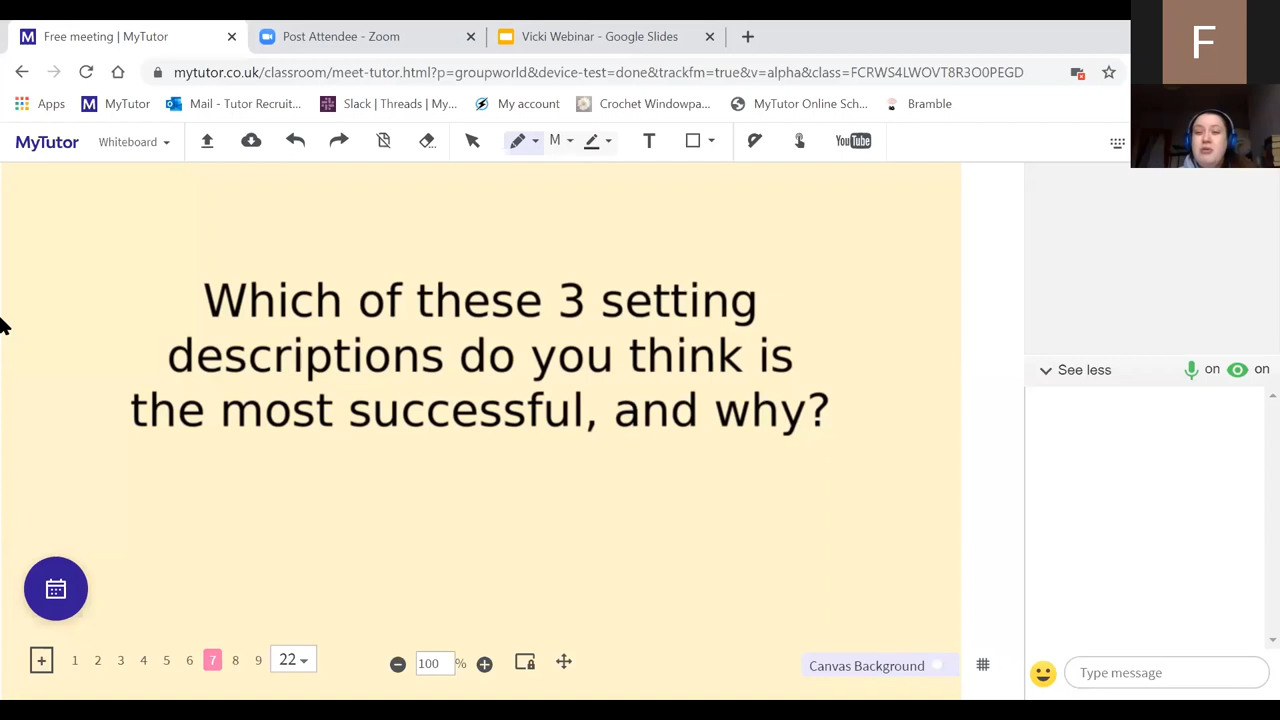 Free meeting | MyTutor
Post Attendee - Zoom
Vicki Webinar - Google Slides
F
mytutor.co.uk/classroom/meet-tutor.html?p=groupworld&device-test=done&trackfm=true&v=alpha&class=FCRWS4LWOVT8R3O0PEGD
Apps
M MyTutor
Mail - Tutor Recruit...
Slack | Threads | My...
My account
Crochet Windowpa...
MyTutor Online Sch...
Bramble
MyTutor
Whiteboard
M
T
YouTube
Which of these 3 setting
descriptions do you think is
the most successful, and why?
See less
on
on
+ 1 2 3 4 5 6 7 8 9 22
100 %
Canvas Background
Type message